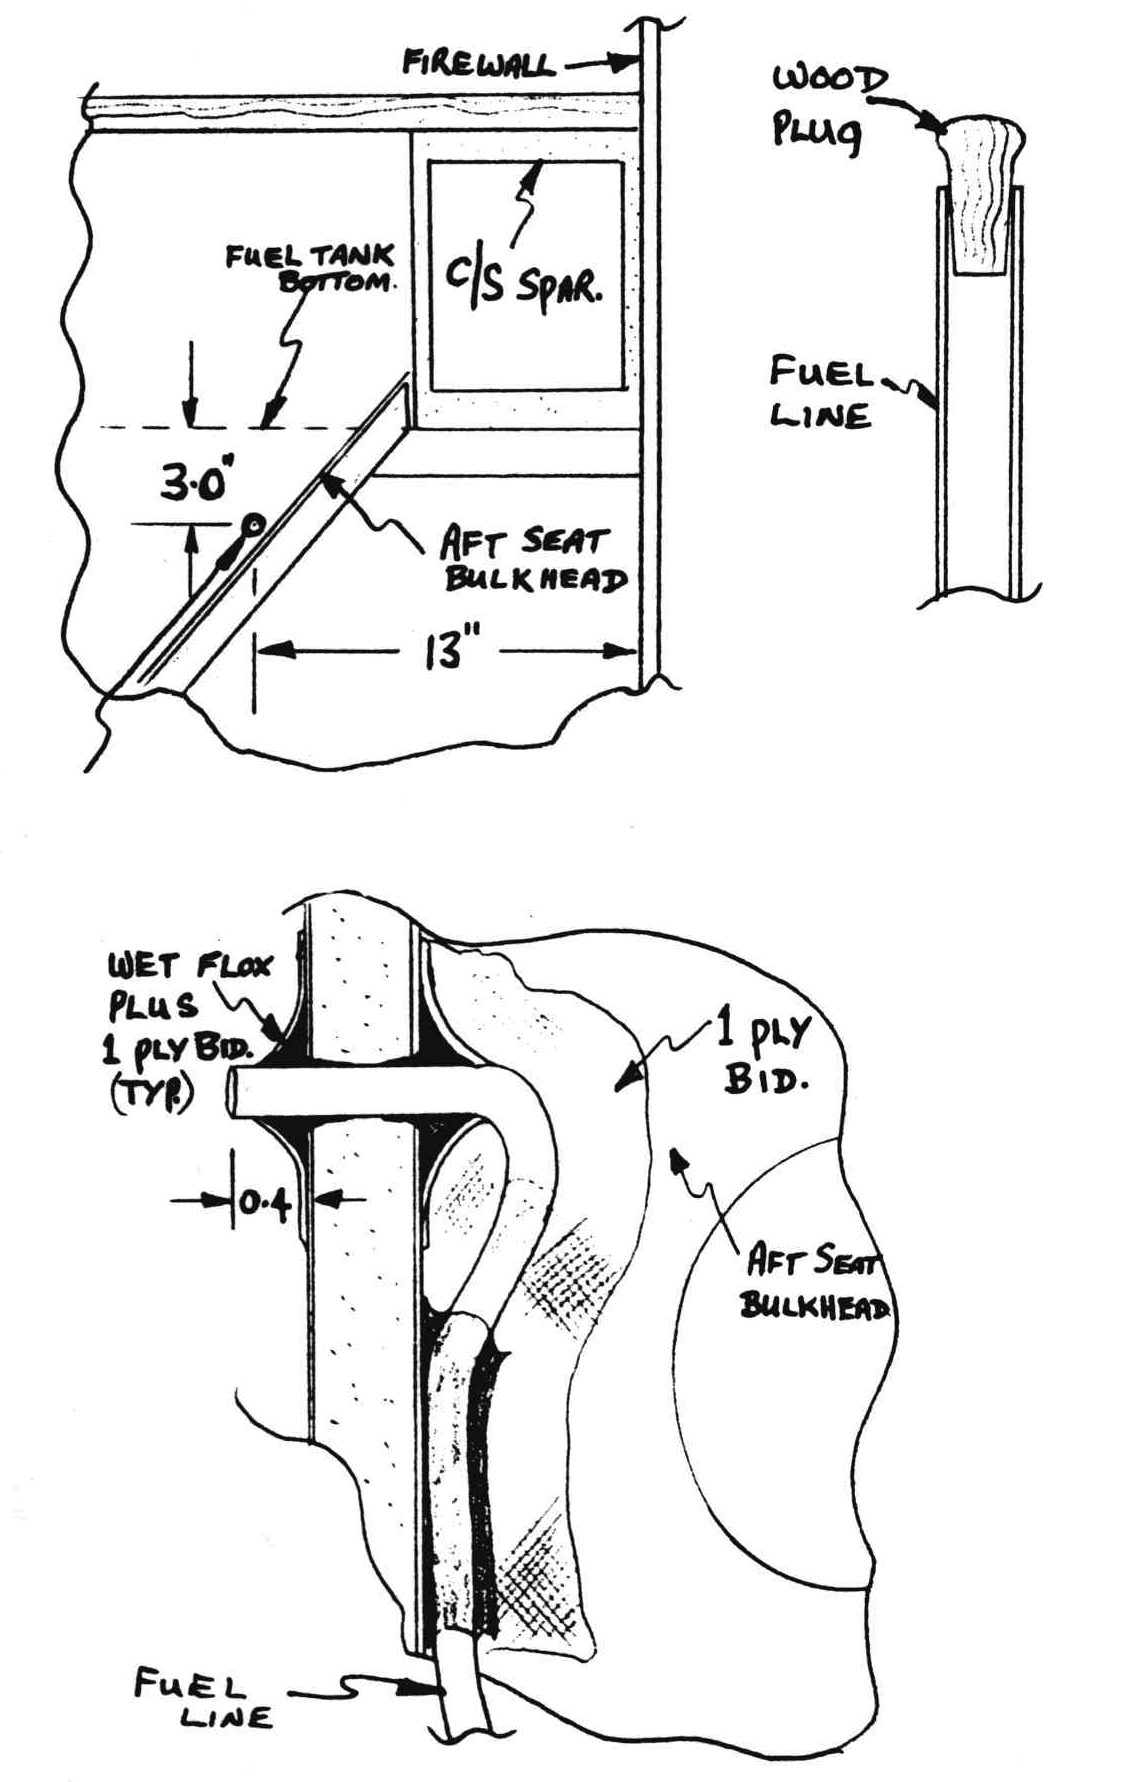 FIREWALL
WOOD
PLUG
FUEL TANK
BOTTOM.
C/S SPAR.
FUEL
LINE
3.0"
AFT SEAT
BULKHEAD
13"
WET FLOX
PLUS
1 PLY BID.
(TYP.)
1 PLY
BID.
0.4
AFT SEAT
BULKHEAD
FUEL
LINE